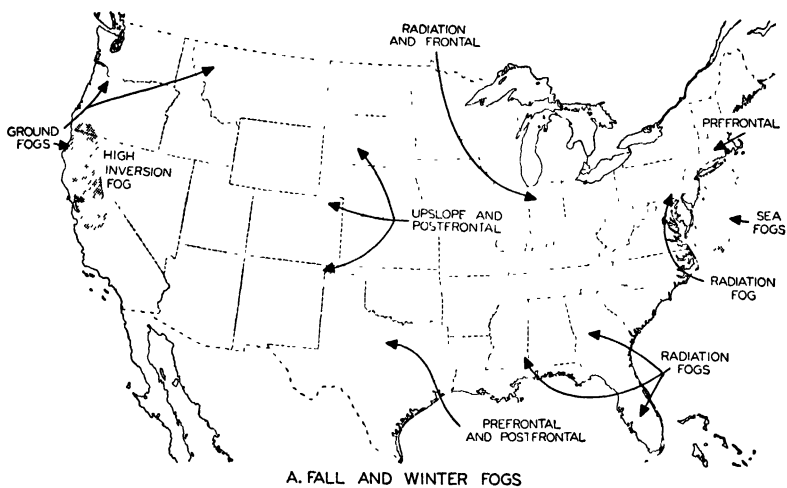 RADIATION
AND FRONTAL
PREFRONTAL
GROUND
FOGS
HIGH
INVERSION
FOG
UPSLOPE AND
POSTFRONTAL
SEA
FOGS
RADIATION
FOG
RADIATION
FOGS
PREFRONTAL
AND POSTFRONTAL
A. FALL AND WINTER FOGS